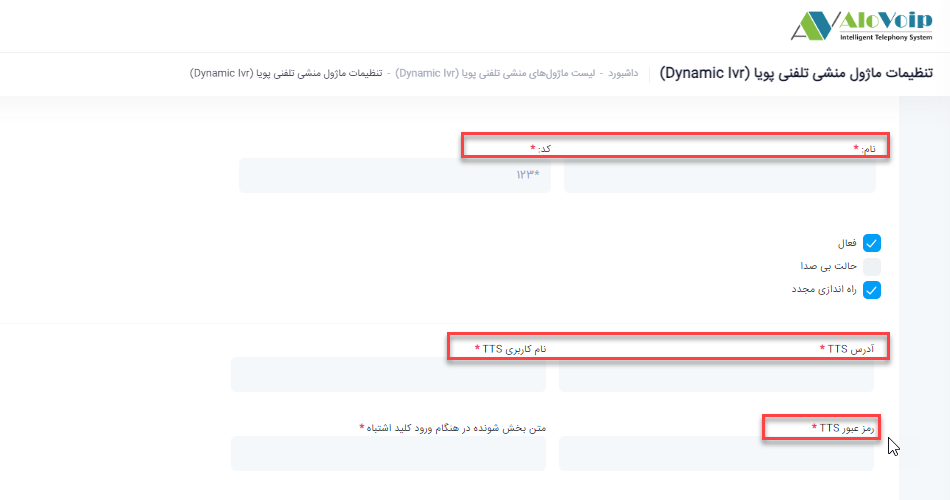 AloVoip
Intelligent Telephony System
تنظیمات ماژول منشی تلفنی پویا (Dynamic Ivr) داشبورد - لیست ماژول‌های منشی تلفنی پویا (Dynamic Ivr) - تنظیمات ماژول منشی تلفنی پویا (Dynamic Ivr)
نام: * کد: *
*۱۲۳
فعال
حالت بی صدا
راه اندازی مجدد
آدرس TTS * نام کاربری TTS *
رمز عبور TTS * متن بخش شونده در هنگام ورود کلید اشتباه *